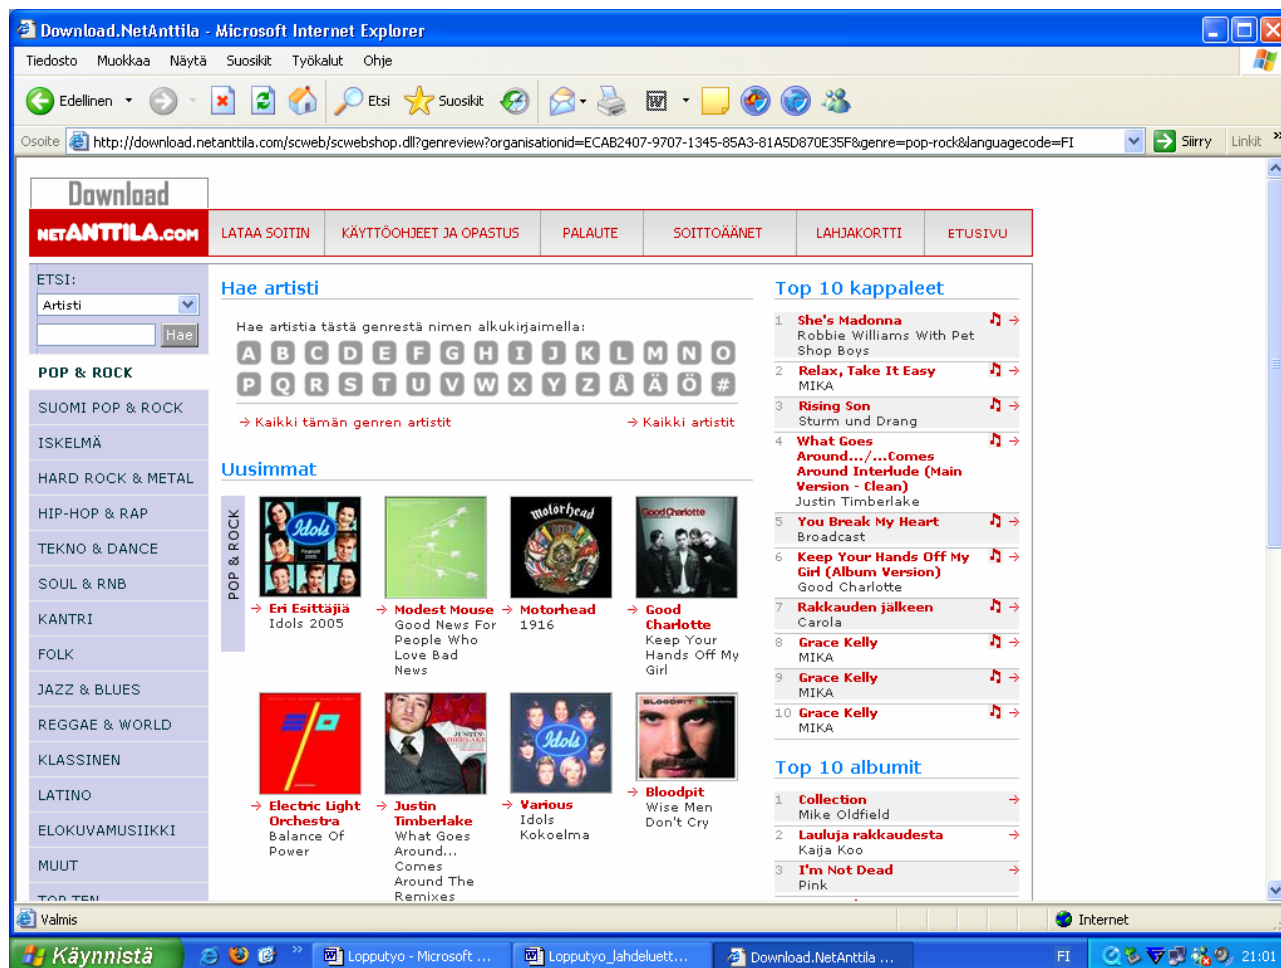 Download.NetAnttila - Microsoft Internet Explorer
Tiedosto Muokkaa Näytä Suosikit Työkalut Ohje
Edellinen Etsi Suosikit
Osoite http://download.netanttila.com/scweb/scwebshop.dll?genreview?organisationid=ECAB2407-9707-1345-85A3-81A5D870E35F&genre=pop-rock&languagecode=FI Siirry Linkit »
Download
NETANTTILA.COM
LATAA SOITIN KÄYTTÖOHJEET JA OPASTUS PALAUTE SOITTOÄÄNET LAHJAKORTTI ETUSIVU
ETSI:
Artisti
Hae
POP & ROCK
SUOMI POP & ROCK
ISKELMÄ
HARD ROCK & METAL
HIP-HOP & RAP
TEKNO & DANCE
SOUL & RNB
KANTRI
FOLK
JAZZ & BLUES
REGGAE & WORLD
KLASSINEN
LATINO
ELOKUVAMUSIIKKI
MUUT
TOP TEN
Hae artisti
Hae artistia tästä genrestä nimen alkukirjaimella:
A B C D E F G H I J K L M N O
P Q R S T U V W X Y Z Å Ä Ö #
→ Kaikki tämän genren artistit → Kaikki artistit
Uusimmat
POP & ROCK
Idols
Finalistit
2005
→ Eri Esittäjiä
Idols 2005
→ Modest Mouse
Good News For
People Who
Love Bad
News
motörhead
→ Motorhead
1916
Good Charlotte
→ Good
Charlotte
Keep Your
Hands Off My
Girl
→ Electric Light
Orchestra
Balance Of
Power
JUSTIN
TIMBERLAKE
→ Justin
Timberlake
What Goes
Around...
Comes
Around The
Remixes
Idols
→ Various
Idols
Kokoelma
BLOODPIT
→ Bloodpit
Wise Men
Don't Cry
Top 10 kappaleet
1 She's Madonna →
Robbie Williams With Pet
Shop Boys
2 Relax, Take It Easy →
MIKA
3 Rising Son →
Sturm und Drang
4 What Goes →
Around.../...Comes
Around Interlude (Main
Version - Clean)
Justin Timberlake
5 You Break My Heart →
Broadcast
6 Keep Your Hands Off My →
Girl (Album Version)
Good Charlotte
7 Rakkauden jälkeen →
Carola
8 Grace Kelly →
MIKA
9 Grace Kelly →
MIKA
10 Grace Kelly →
MIKA
Top 10 albumit
1 Collection →
Mike Oldfield
2 Lauluja rakkaudesta →
Kaija Koo
3 I'm Not Dead →
Pink
Valmis Internet
Käynnistä » Lopputyo - Microsoft ... Lopputyo_lahdeluett... Download.NetAnttila ... FI 21:01